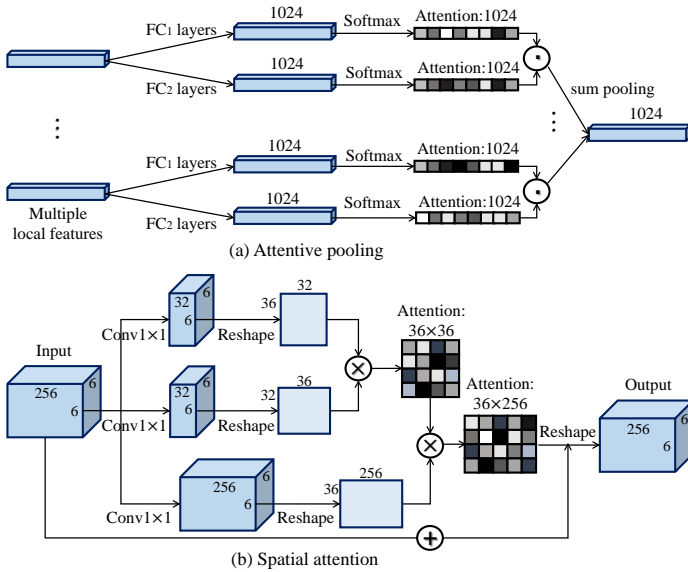 1024
Softmax
Attention:1024
FC1 layers
FC2 layers
1024
Softmax
Attention:1024
sum pooling
1024
1024
Softmax
Attention:1024
FC1 layers
FC2 layers
1024
Softmax
Attention:1024
Multiple
local features
(a) Attentive pooling
32
6
6
Conv1×1
Reshape
36
32
Attention:
36×36
Input
256
6
6
32
6
6
Conv1×1
Reshape
32
36
Attention:
36×256
Output
256
6
6
Reshape
256
6
6
Conv1×1
Reshape
36
256
(b) Spatial attention